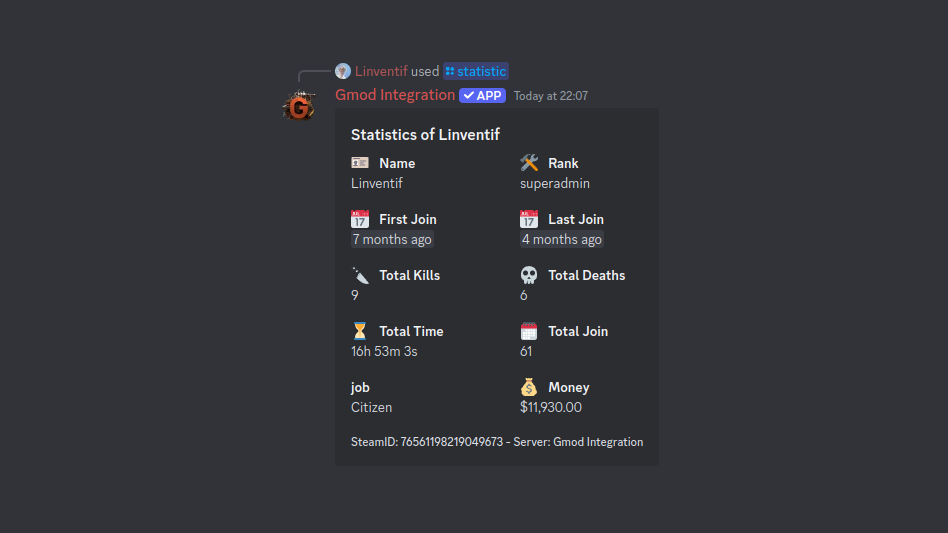 Linventif used statistic
Gmod Integration APP Today at 22:07
G
Statistics of Linventif
Name Rank
Linventif superadmin
First Join Last Join
7 months ago 4 months ago
Total Kills Total Deaths
9 6
Total Time Total Join
16h 53m 3s 61
job Money
Citizen $11,930.00
SteamID: 76561198219049673 - Server: Gmod Integration